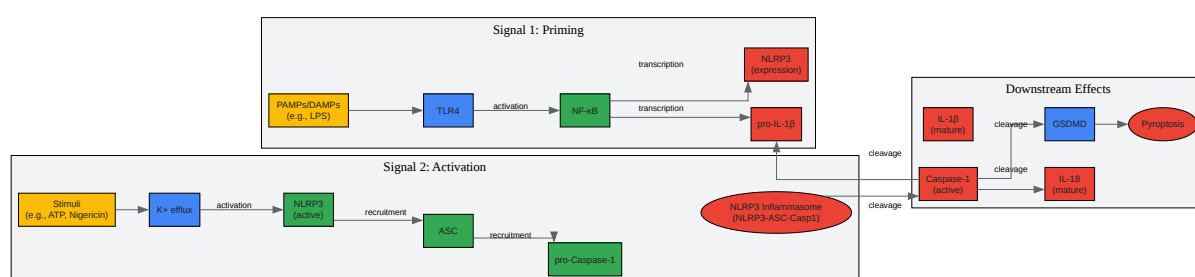 Signal 1: Priming
transcription
NLRP3
(expression)
PAMPs/DAMPs
(e.g., LPS)
TLR4
activation
NF-κB
transcription
pro-IL-1β
Downstream Effects
IL-1β
(mature)
cleavage
GSDMD
Pyroptosis
cleavage
cleavage
Caspase-1
(active)
IL-18
(mature)
cleavage
Signal 2: Activation
Stimuli
(e.g., ATP, Nigericin)
K+ efflux
activation
NLRP3
(active)
recruitment
ASC
recruitment
pro-Caspase-1
NLRP3 Inflammasome
(NLRP3-ASC-Casp1)